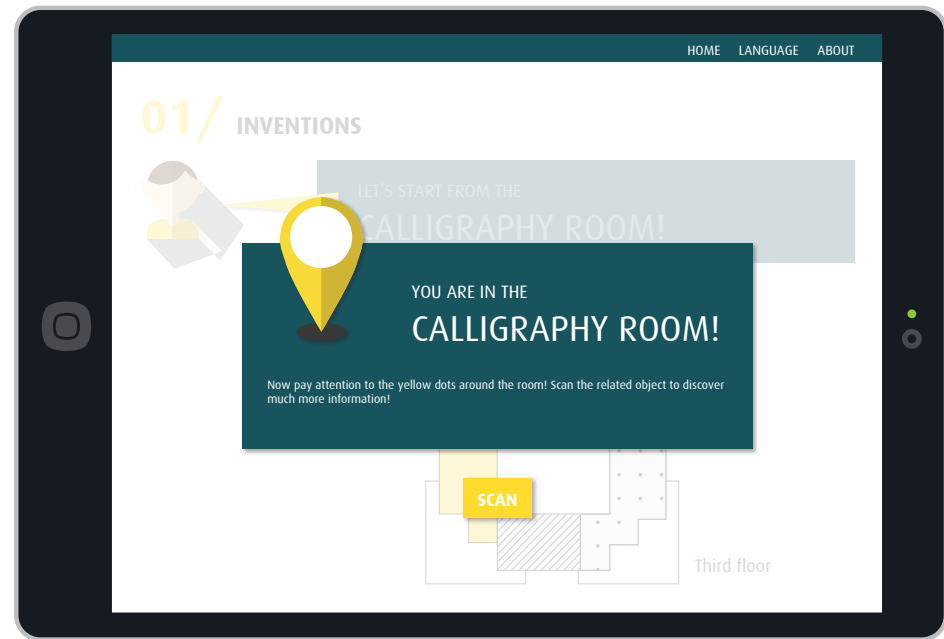 HOME LANGUAGE ABOUT
01/ INVENTIONS
LET'S START FROM THE
CALLIGRAPHY ROOM!
YOU ARE IN THE
CALLIGRAPHY ROOM!
Now pay attention to the yellow dots around the room! Scan the related object to discover
much more information!
SCAN
Third floor